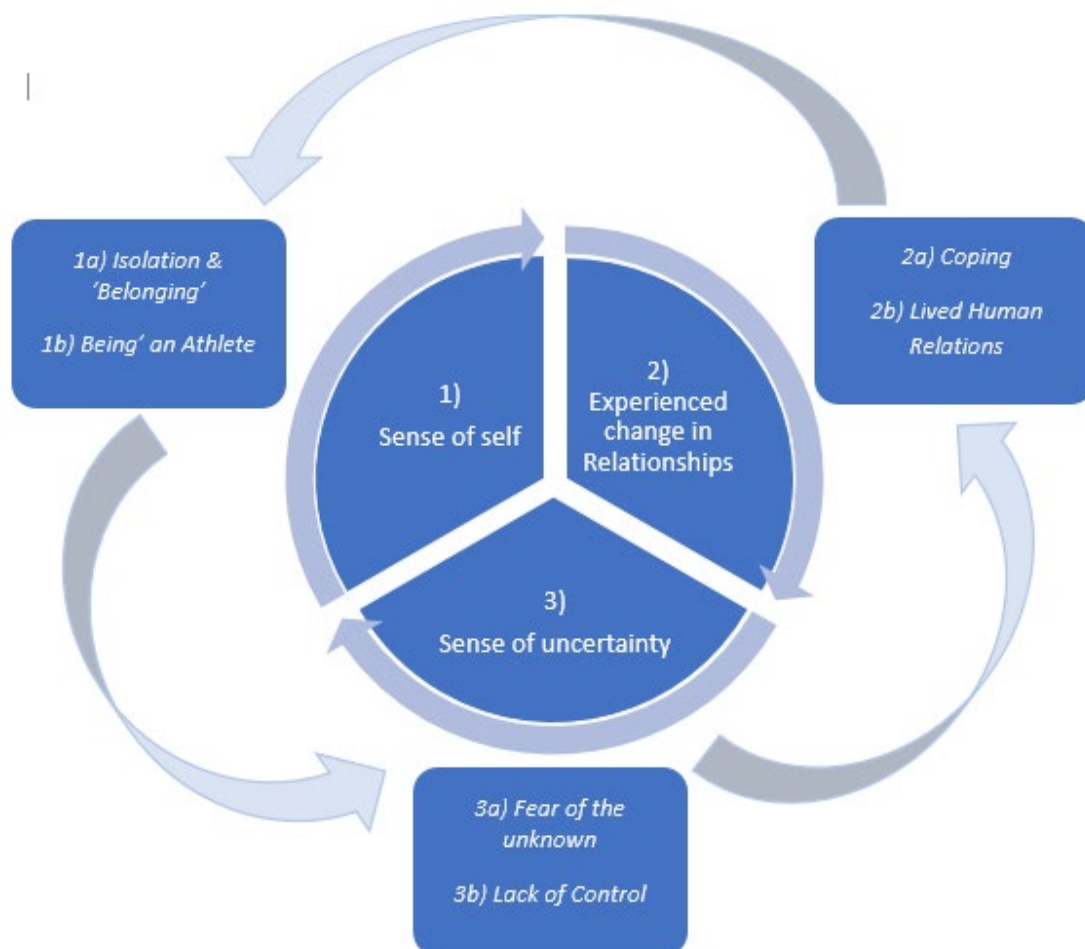 1a) Isolation &
‘Belonging’
1b) Being’ an Athlete
2a) Coping
2b) Lived Human
Relations
1)
Sense of self
2)
Experienced
change in
Relationships
3)
Sense of uncertainty
3a) Fear of the
unknown
3b) Lack of Control